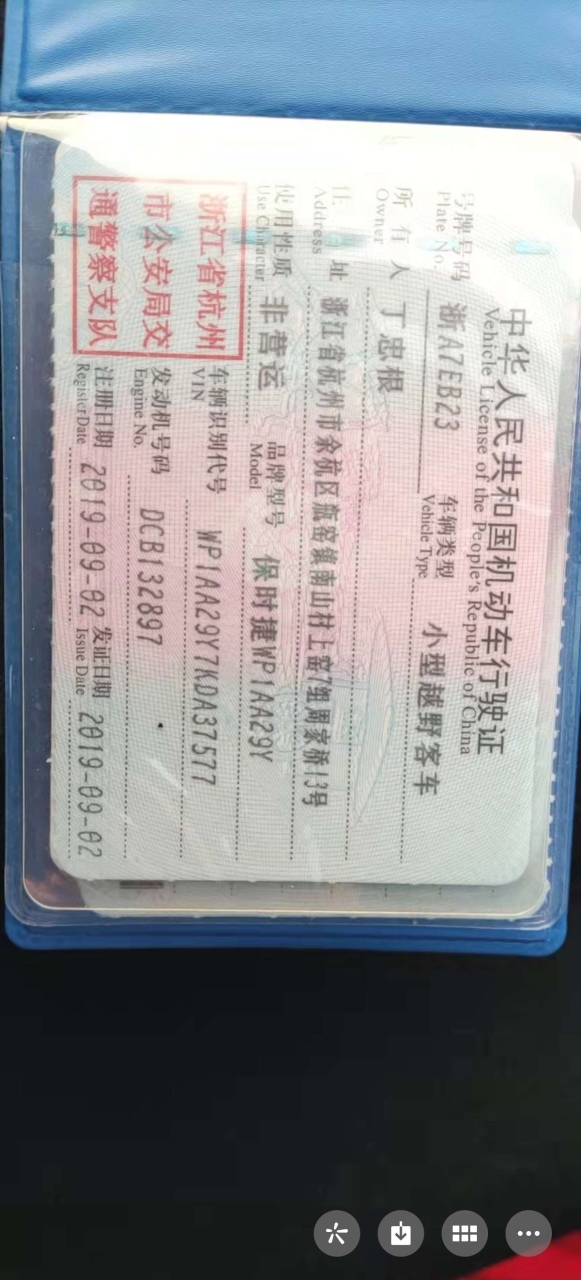 中华人民共和国机动车行驶证
Vehicle License of the People's Republic of China
号牌号码 浙A7EB23 车辆类型 小型越野客车
Plate No. Vehicle Type
所有人 丁忠根
Owner
住址 浙江省杭州市余杭区瓶窑镇南山村上窑7组周家桥13号
Address
使用性质 非营运 品牌型号 保时捷WP1AA29Y
Use Character Model
浙江省杭州
市公安局交
通警察支队
车辆识别代号 WP1AA29Y7KDA37577
VIN
发动机号码 DCB132897
Engine No.
注册日期 2019-09-02 发证日期 2019-09-02
Register Date Issue Date